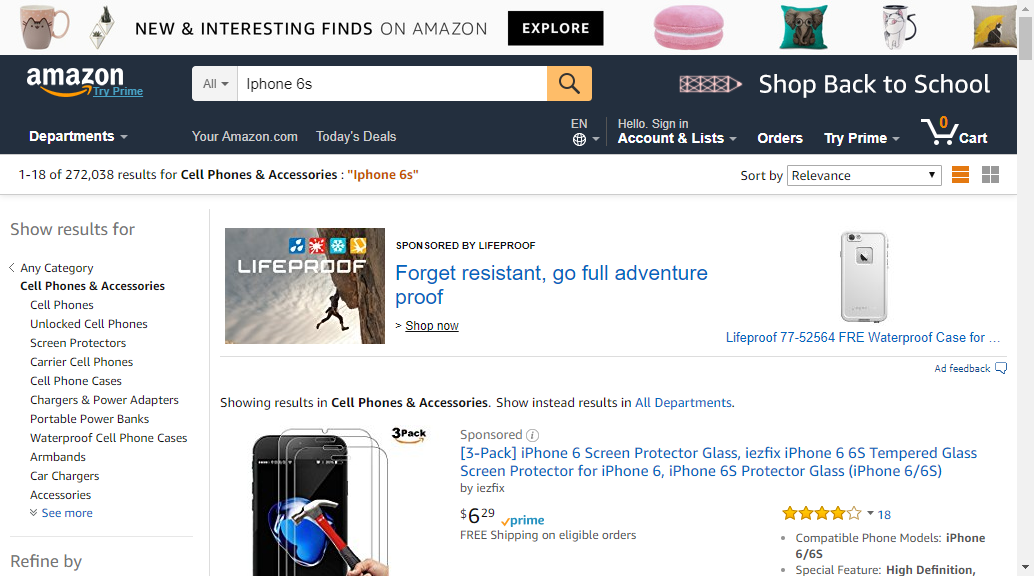 NEW & INTERESTING FINDS ON AMAZON
EXPLORE
amazon
Try Prime
All
Iphone 6s
Shop Back to School
Departments
Your Amazon.com
Today's Deals
EN
Hello. Sign in
Account & Lists
Orders
Try Prime
0
Cart
1-18 of 272,038 results for Cell Phones & Accessories : "Iphone 6s"
Sort by
Relevance
Show results for
Any Category
Cell Phones & Accessories
Cell Phones
Unlocked Cell Phones
Screen Protectors
Carrier Cell Phones
Cell Phone Cases
Chargers & Power Adapters
Portable Power Banks
Waterproof Cell Phone Cases
Armbands
Car Chargers
Accessories
See more
Refine by
LIFEPROOF
SPONSORED BY LIFEPROOF
Forget resistant, go full adventure
proof
> Shop now
Lifeproof 77-52564 FRE Waterproof Case for ...
Ad feedback
Showing results in Cell Phones & Accessories. Show instead results in All Departments.
3Pack
Sponsored
[3-Pack] iPhone 6 Screen Protector Glass, iezfix iPhone 6 6S Tempered Glass
Screen Protector for iPhone 6, iPhone 6S Protector Glass (iPhone 6/6S)
by iezfix
$6 29 prime
FREE Shipping on eligible orders
18
• Compatible Phone Models: iPhone
6/6S
• Special Feature: High Definition,